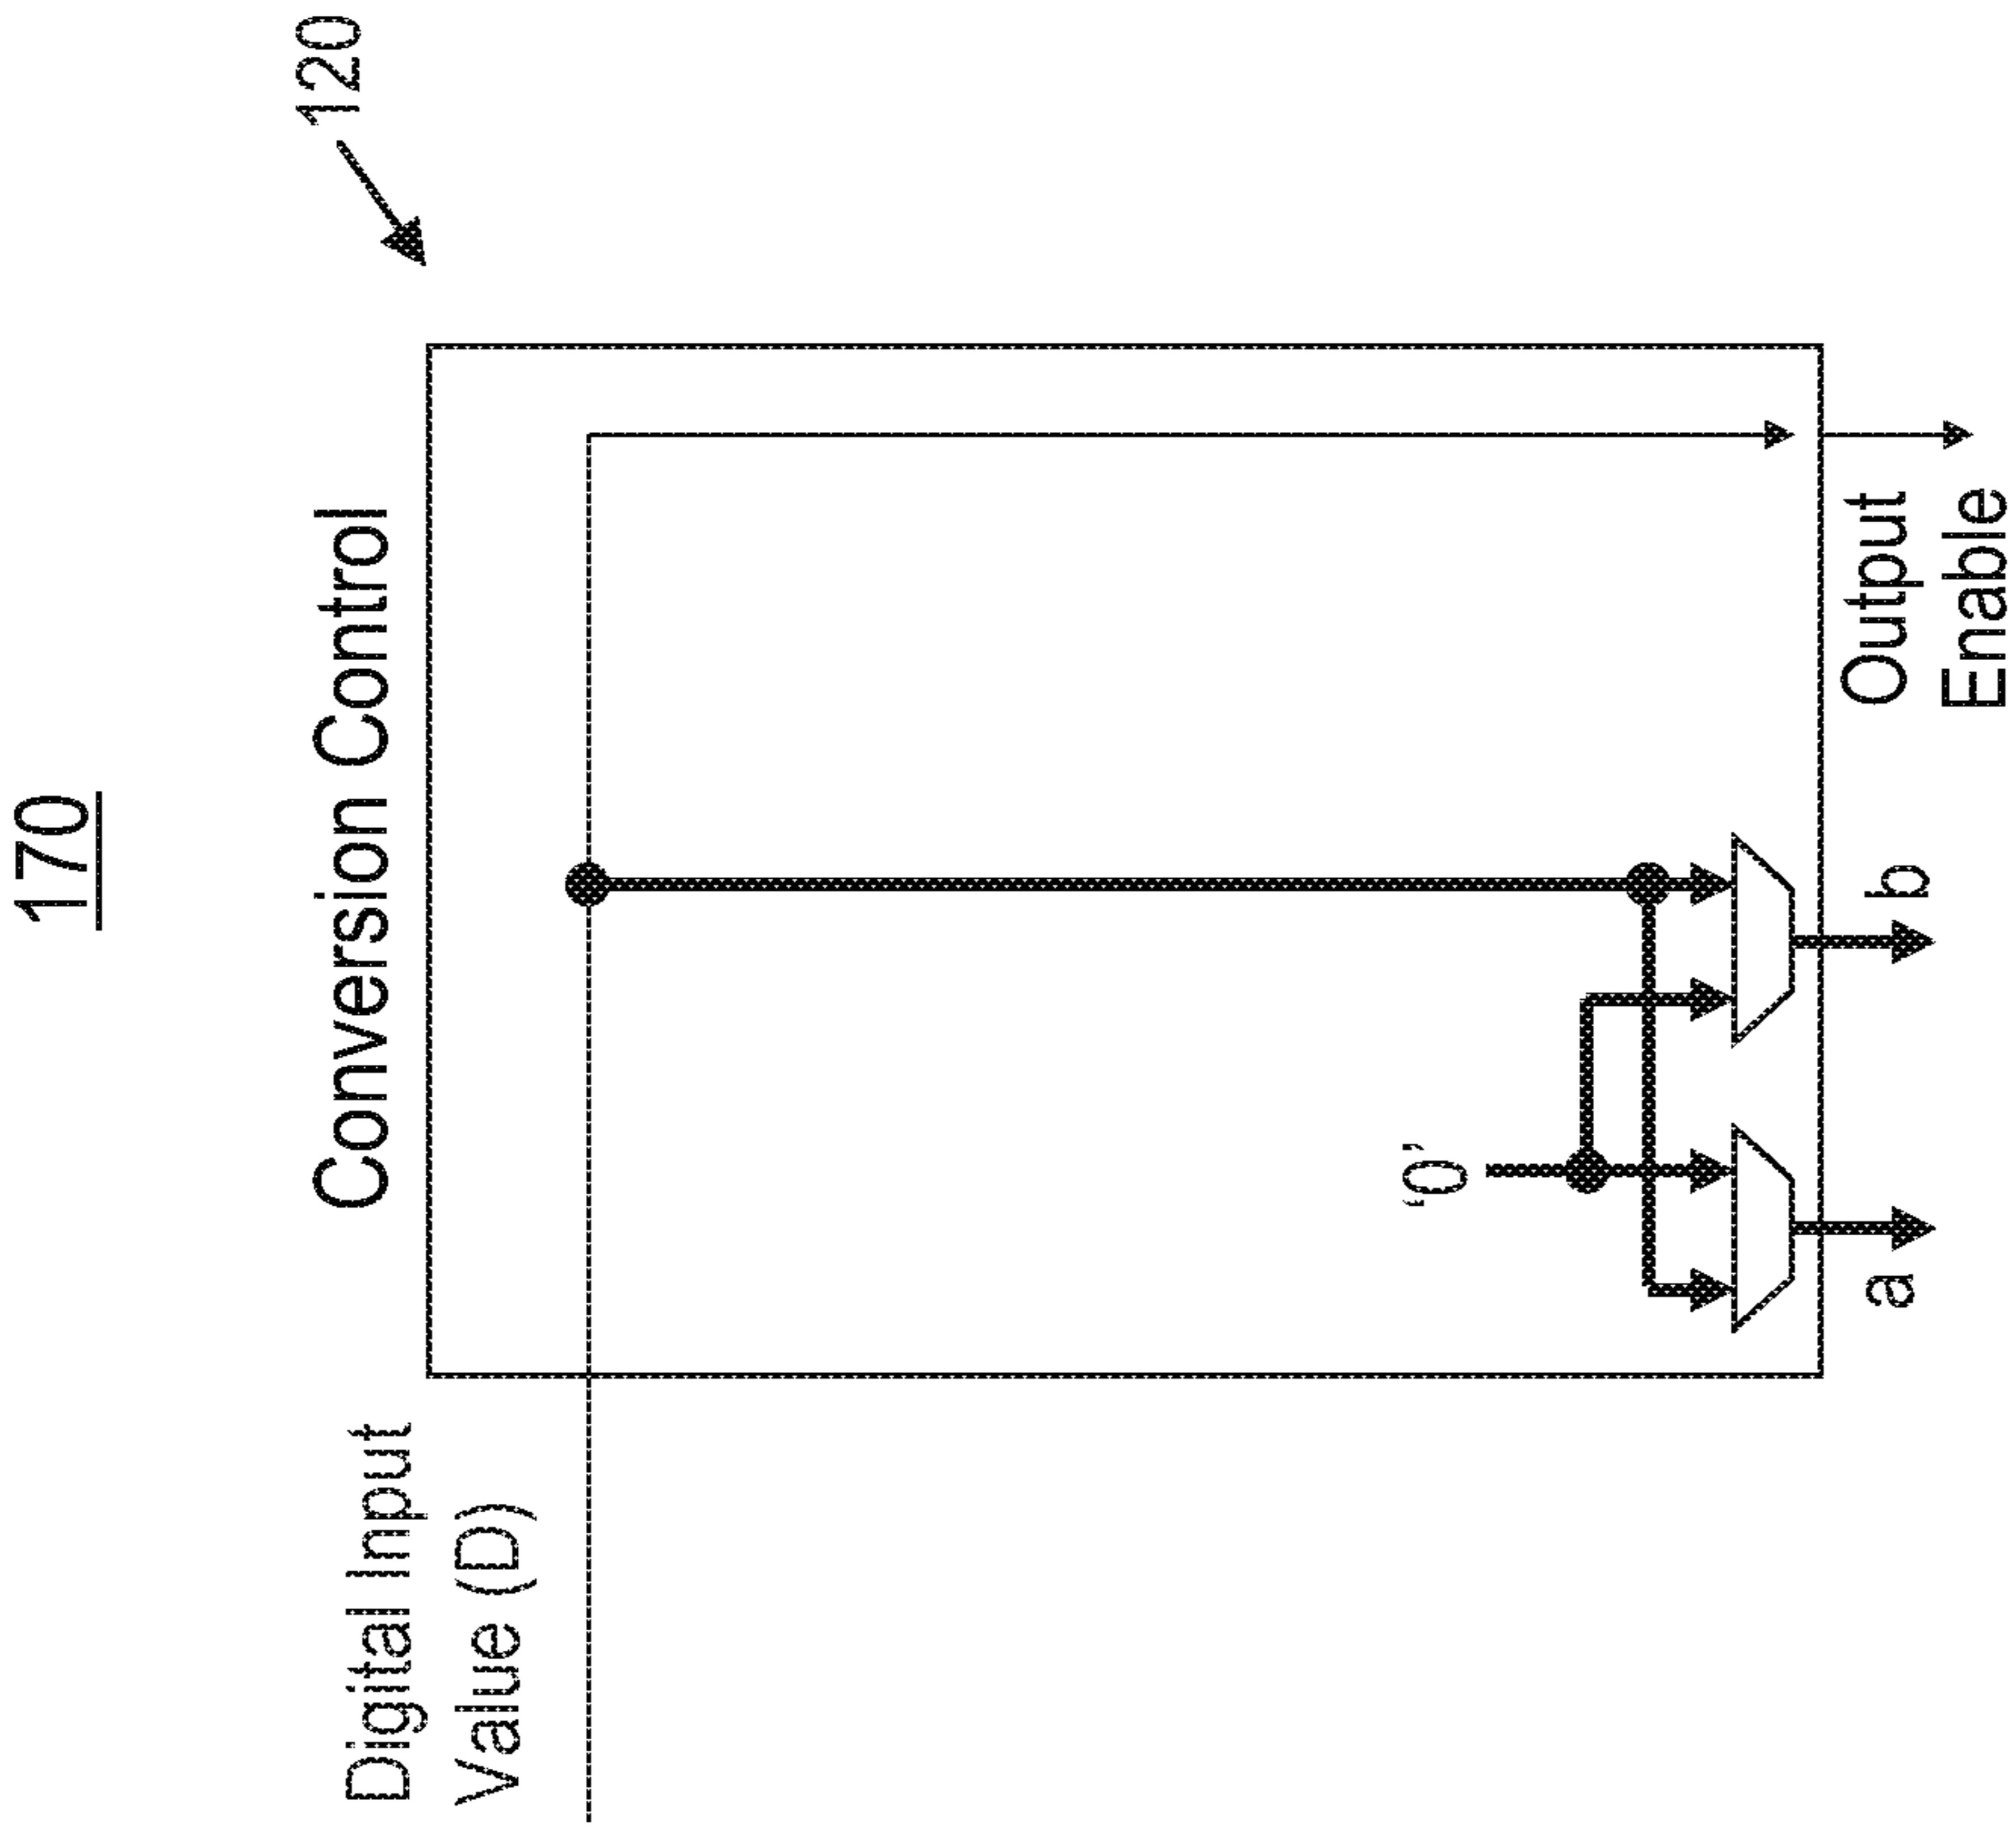 170
120
Conversion Control
Digital Input
Value (D)
‘0’
a
b
Output
Enable